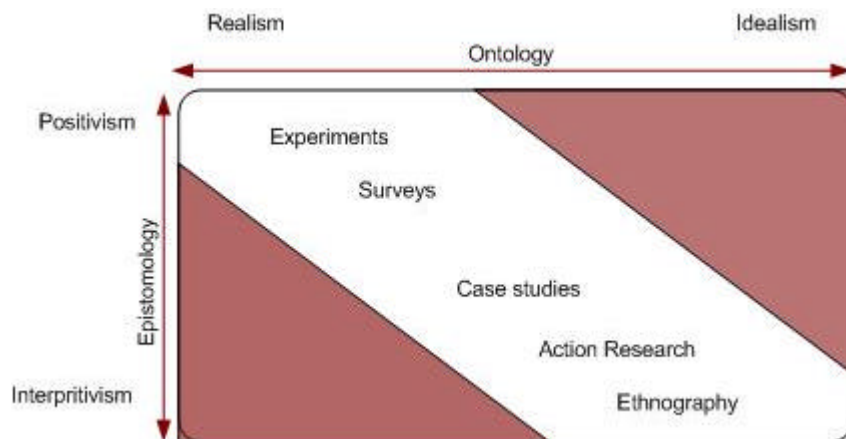 Realism
Idealism
Ontology
Positivism
Experiments
Surveys
Epistomology
Case studies
Action Research
Interpritivism
Ethnography